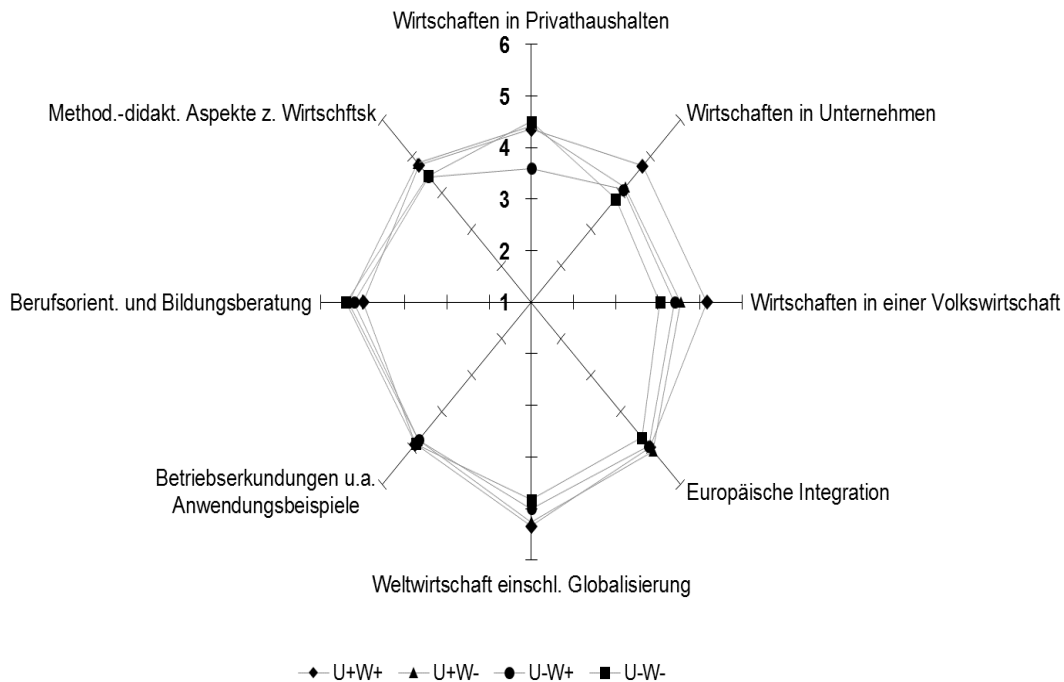 Wirtschaften in Privathaushalten
6
5
Method.-didakt. Aspekte z. Wirtschftsk
Wirtschaften in Unternehmen
4
3
2
Berufsorient. und Bildungsberatung
1
Wirtschaften in einer Volkswirtschaft
Betriebserkundungen u.a.
Anwendungsbeispiele
Europäische Integration
Weltwirtschaft einschl. Globalisierung
U+W+ U+W- U-W+ U-W-